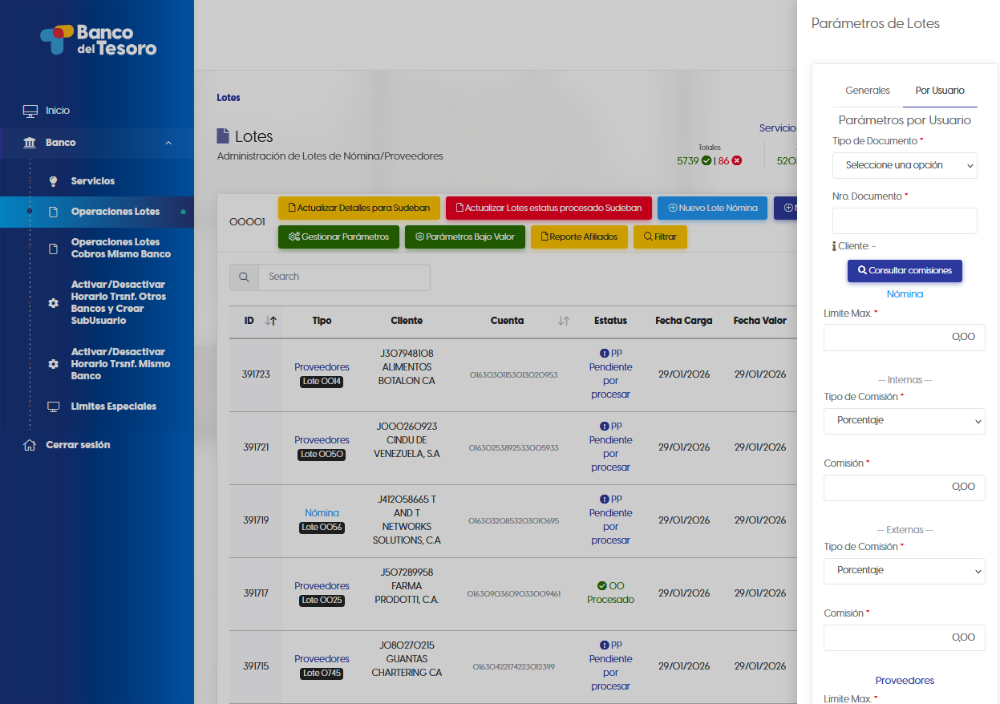 Banco
del Tesoro
Inicio
Banco
Servicios
Operaciones Lotes
Operaciones Lotes
Cobros MIsmo Banco
Activar/Desactivar
Horario Trsnf. Otros
Bancos y Crear
SubUsuario
Activar/Desactivar
Horario Trsnf. MIsmo
Banco
Limites Especiales
Cerrar sesión
Lotes
Lotes
Administración de Lotes de Nómina/Proveedores
Servicio
Totales
5739 | 86
5203
00001
Actualizar Detalles para Sudeban
Actualizar Lotes estatus procesado Sudeban
Nuevo Lote Nómina
Gestionar Parámetros
Parámetros Bajo Valor
Reporte Afiliados
Filtrar
Search
ID Tipo Cliente Cuenta Estatus Fecha Carga Fecha Valor
391723 Proveedores Lote 0014 J307948108 ALIMENTOS BOTALON CA 01630301153013020953 PP Pendiente por procesar 29/01/2026 29/01/2026
391721 Proveedores Lote 0050 J000260923 CINDU DE VENEZUELA, S.A 01630253892533005933 PP Pendiente por procesar 29/01/2026 29/01/2026
391719 Nómina Lote 0056 J412058665 T AND T NETWORKS SOLUTIONS, C.A 01630320853203010695 PP Pendiente por procesar 29/01/2026 29/01/2026
391717 Proveedores Lote 0025 J507289958 FARMA PRODOTTI, C.A. 01630903609033009461 00 Procesado 29/01/2026 29/01/2026
391715 Proveedores Lote 0745 J080270215 GUANTAS CHARTERING CA 01630422174223012399 PP Pendiente por procesar 29/01/2026 29/01/2026
Parámetros de Lotes
Generales Por Usuario
Parámetros por Usuario
Tipo de Documento *
Seleccione una opción
Nro. Documento *
Cliente: -
Consultar comisiones
Nómina
Limite Max. *
0,00
-- Internas --
Tipo de Comisión *
Porcentaje
Comisión *
0,00
-- Externas --
Tipo de Comisión *
Porcentaje
Comisión *
0,00
Proveedores
Limite Max. *